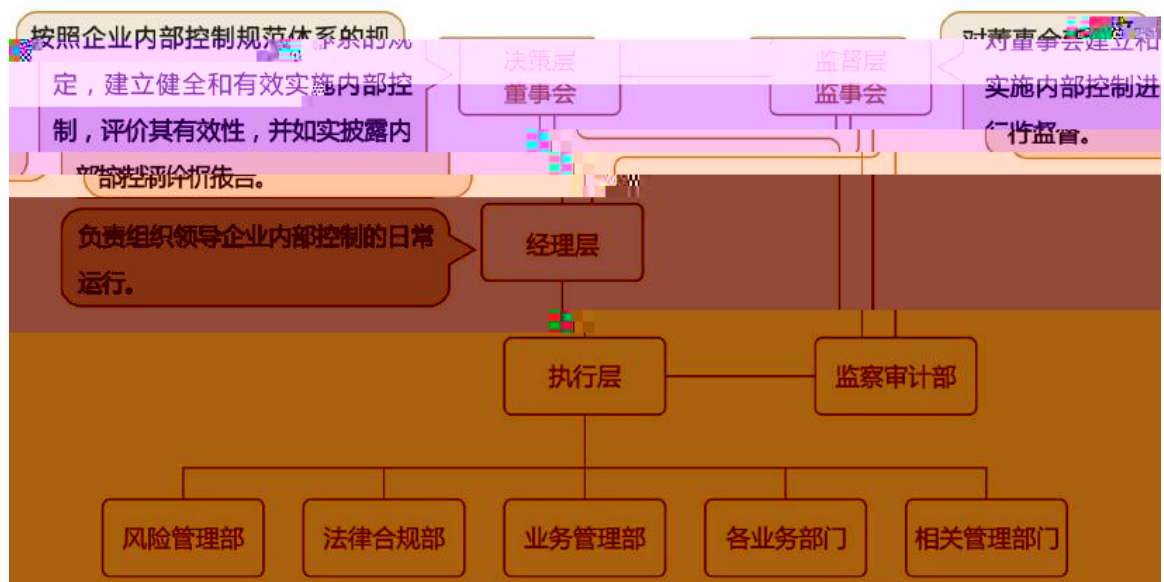 按照企业内部控制规范体系的规
定，建立健全和有效实施内部控
制，评价其有效性，并如实披露内
部控制评价报告。
决策层
董事会
监督层
监事会
对董事会建立和
实施内部控制进
行监督。
负责组织领导企业内部控制的日常
运行。
经理层
执行层
监察审计部
风险管理部
法律合规部
业务管理部
各业务部门
相关管理部门